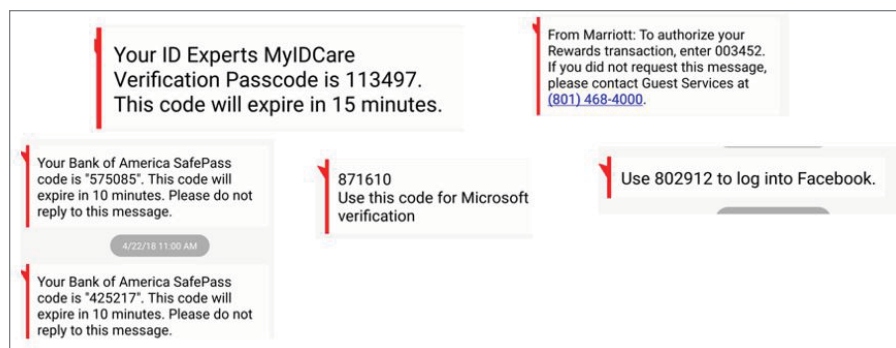 Your ID Experts MyIDCare
Verification Passcode is 113497.
This code will expire in 15 minutes.
From Marriott: To authorize your
Rewards transaction, enter 003452.
If you did not request this message,
please contact Guest Services at
(801) 468-4000.
Your Bank of America SafePass
code is "575085". This code will
expire in 10 minutes. Please do not
reply to this message.
4/22/18 11:00 AM
Your Bank of America SafePass
code is "425217". This code will
expire in 10 minutes. Please do not
reply to this message.
871610
Use this code for Microsoft
verification
Use 802912 to log into Facebook.